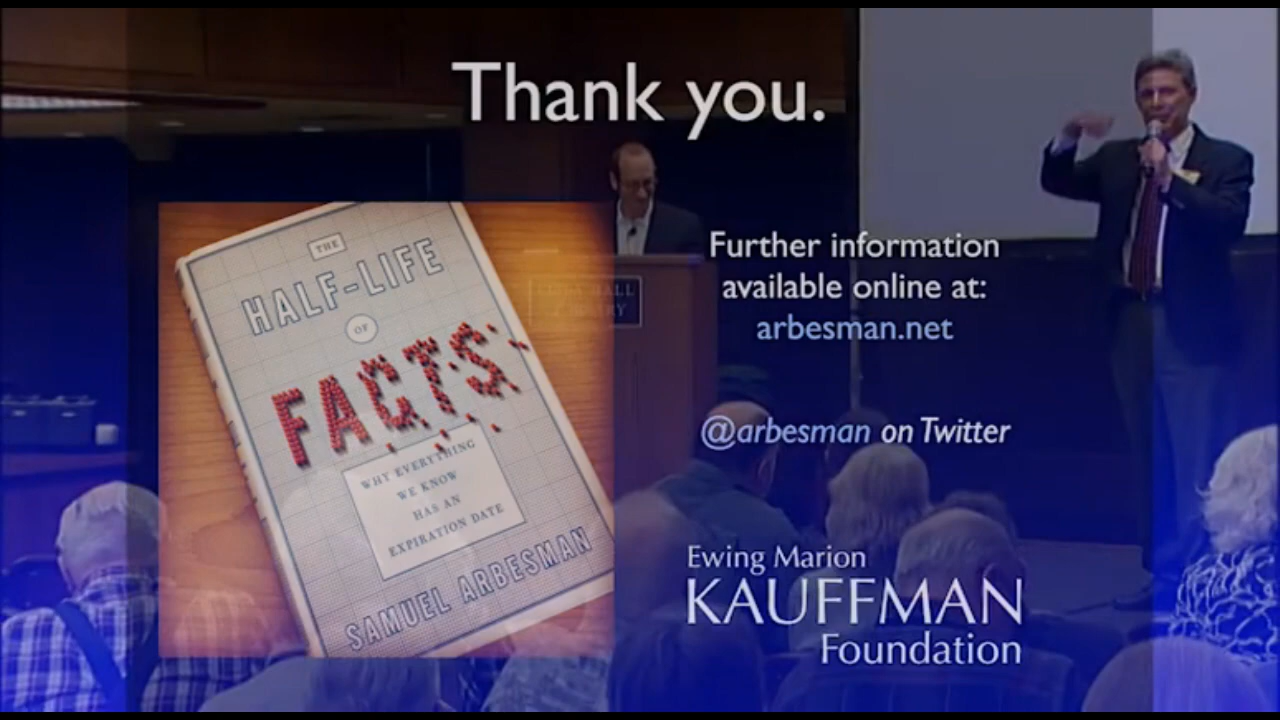 Thank you.
THE
HALF-LIFE
OF
FACTS
WHY EVERYTHING
WE KNOW
HAS AN
EXPIRATION DATE
SAMUEL ARBESMAN
Further information
available online at:
arbesman.net
@arbesman on Twitter
Ewing Marion
KAUFFMAN
Foundation